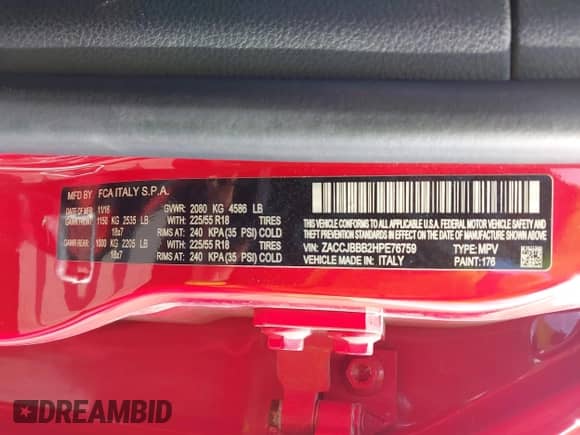 MFD BY: FCA ITALY S.P.A.
DATE OF MFR: 11/16 GVWR: 2080 KG 4586 LB
GAWR FRONT: 1150 KG 2535 LB WITH: 225/55 R18 TIRES
18x7 RIMS AT: 240 KPA (35 PSI) COLD
GAWR REAR: 1000 KG 2205 LB WITH: 225/55 R18 TIRES
18x7 RIMS AT: 240 KPA (35 PSI) COLD
THIS VEHICLE CONFORMS TO ALL APPLICABLE U.S.A. FEDERAL MOTOR VEHICLE SAFETY, BUMPER, AND THEFT PREVENTION STANDARDS IN EFFECT ON THE DATE OF MANUFACTURE SHOWN ABOVE
VIN: ZACCJBBB2HPE76759 TYPE: MPV
VEHICLE MADE IN: ITALY PAINT:176
DREAMBID